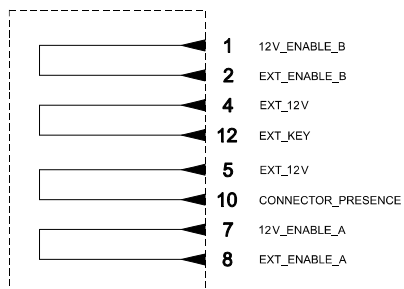 1 12V_ENABLE_B
2 EXT_ENABLE_B
4 EXT_12V
12 EXT_KEY
5 EXT_12V
10 CONNECTOR_PRESENCE
7 12V_ENABLE_A
8 EXT_ENABLE_A